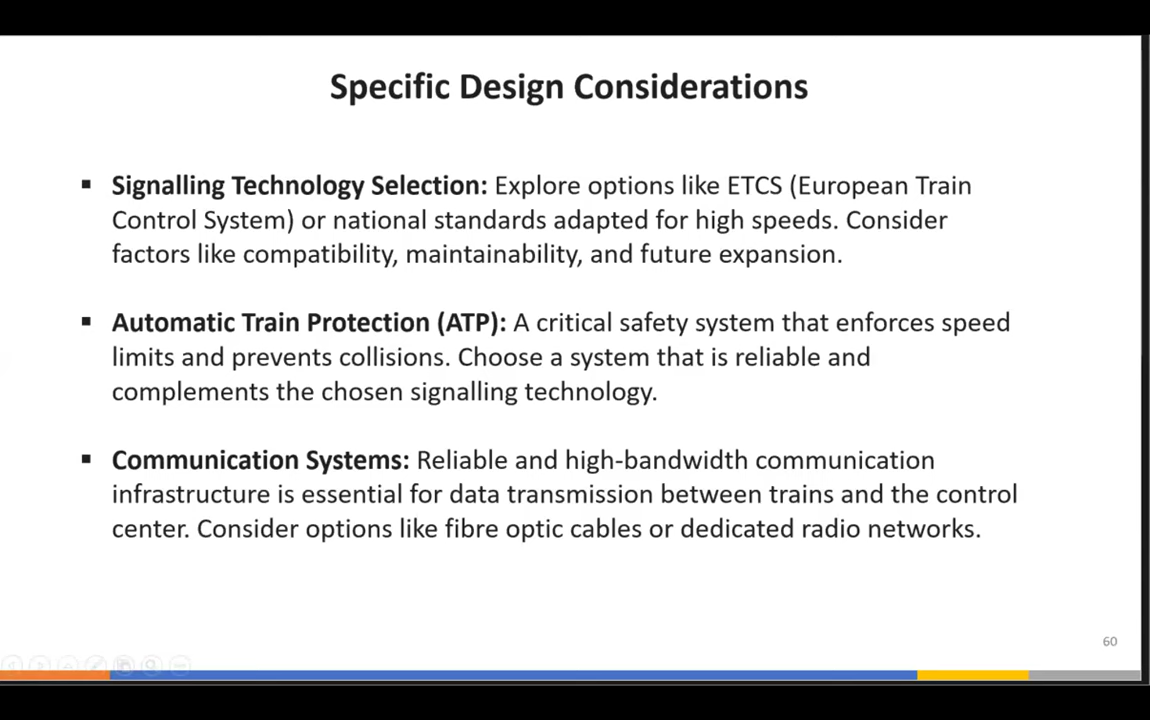 Specific Design Considerations
▪ Signalling Technology Selection: Explore options like ETCS (European Train
Control System) or national standards adapted for high speeds. Consider
factors like compatibility, maintainability, and future expansion.
▪ Automatic Train Protection (ATP): A critical safety system that enforces speed
limits and prevents collisions. Choose a system that is reliable and
complements the chosen signalling technology.
▪ Communication Systems: Reliable and high-bandwidth communication
infrastructure is essential for data transmission between trains and the control
center. Consider options like fibre optic cables or dedicated radio networks.
60